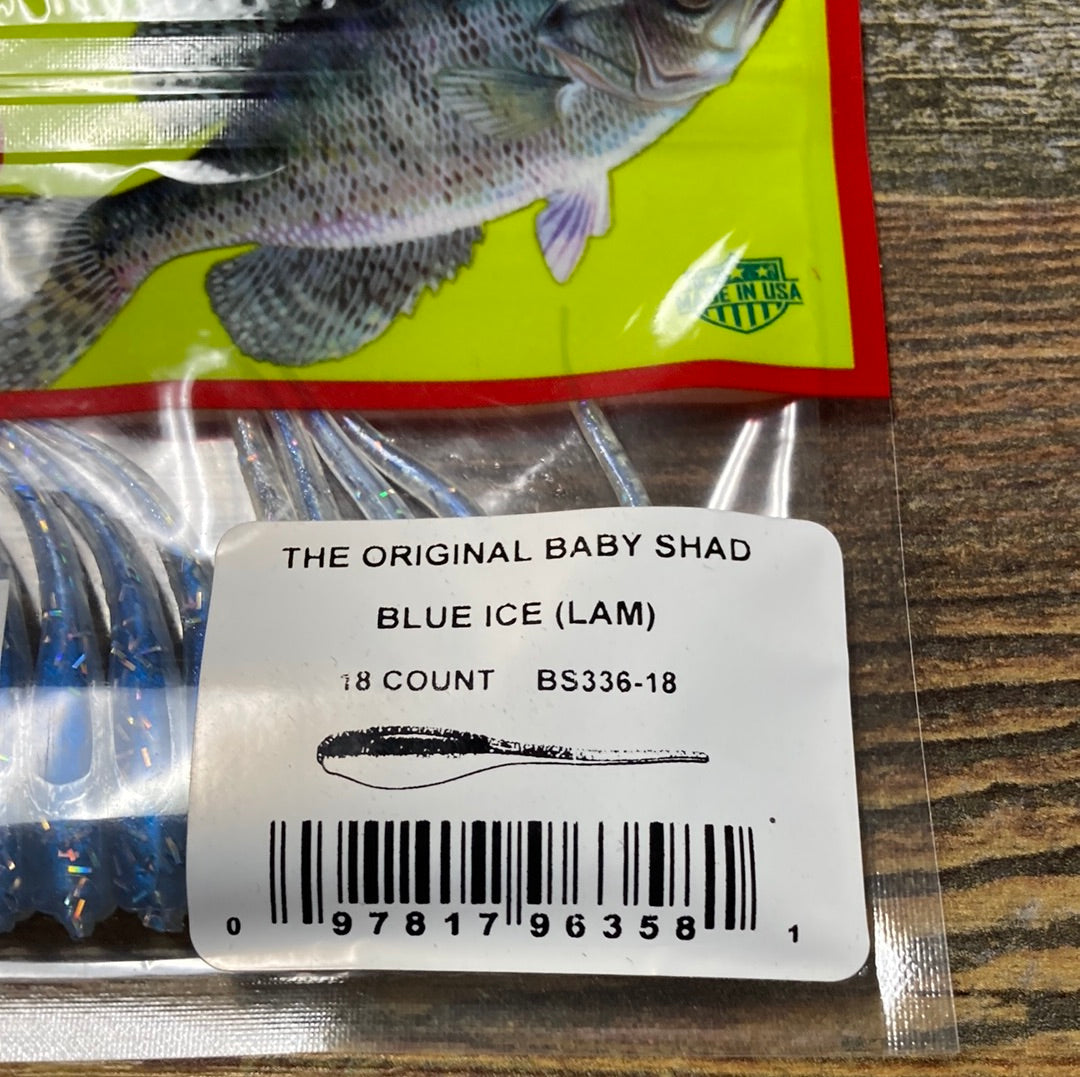 MADE IN USA
THE ORIGINAL BABY SHAD
BLUE ICE (LAM)
18 COUNT BS336-18
0 97817 96358 1